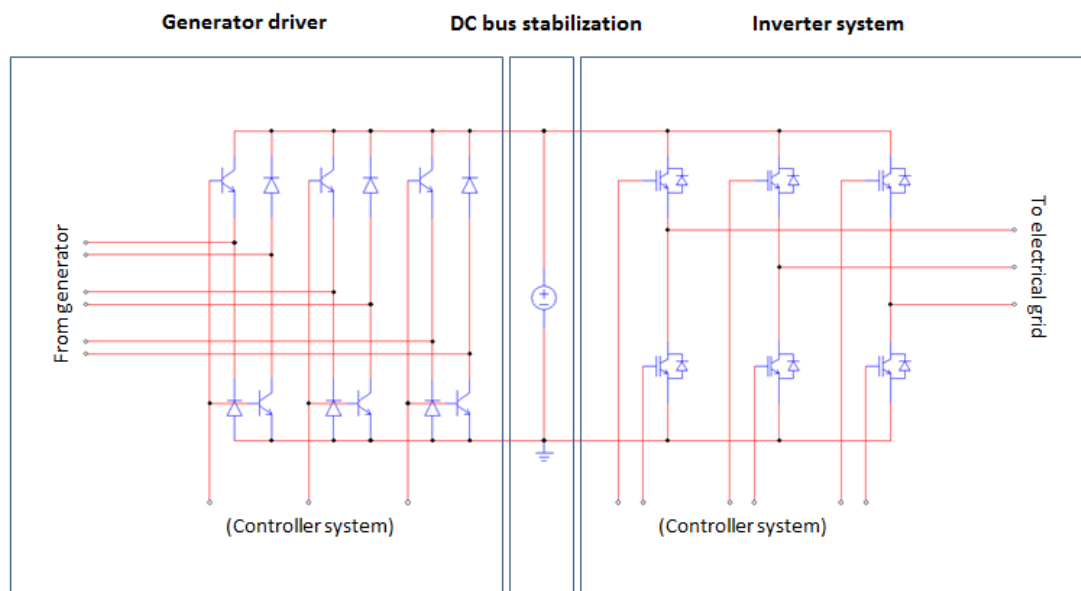 Generator driver
DC bus stabilization
Inverter system
From generator
To electrical grid
(Controller system)
(Controller system)